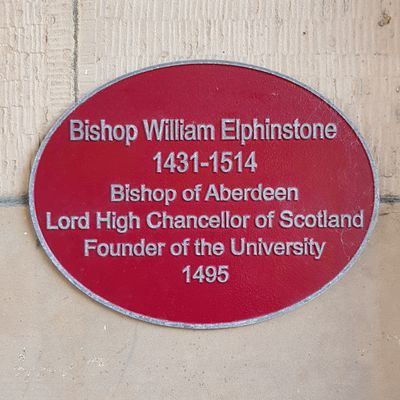 Bishop William Elphinstone
1431-1514
Bishop of Aberdeen
Lord High Chancellor of Scotland
Founder of the University
1495